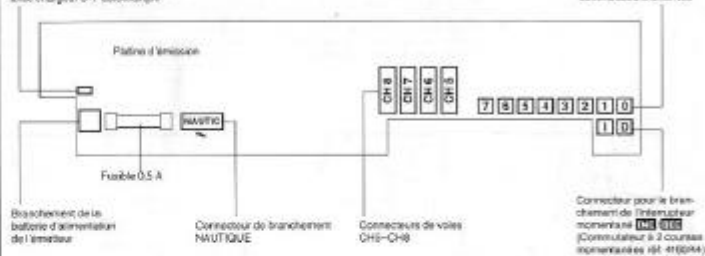 Platine d'émission
CH 8
CH 7
CH 6
CH 5
7 6 5 4 3 2 1 0
NAUTIC
1 0
Fusible 0,5 A
Branchement de la
batterie d'alimentation
de l'émetteur
Connecteur de branchement
NAUTIQUE
Connecteurs de voies
CH5–CH8
Connecteur pour le bran-
chement de l'interrupteur
momentané
(Commutateur à 2 courses
momentanées réf.